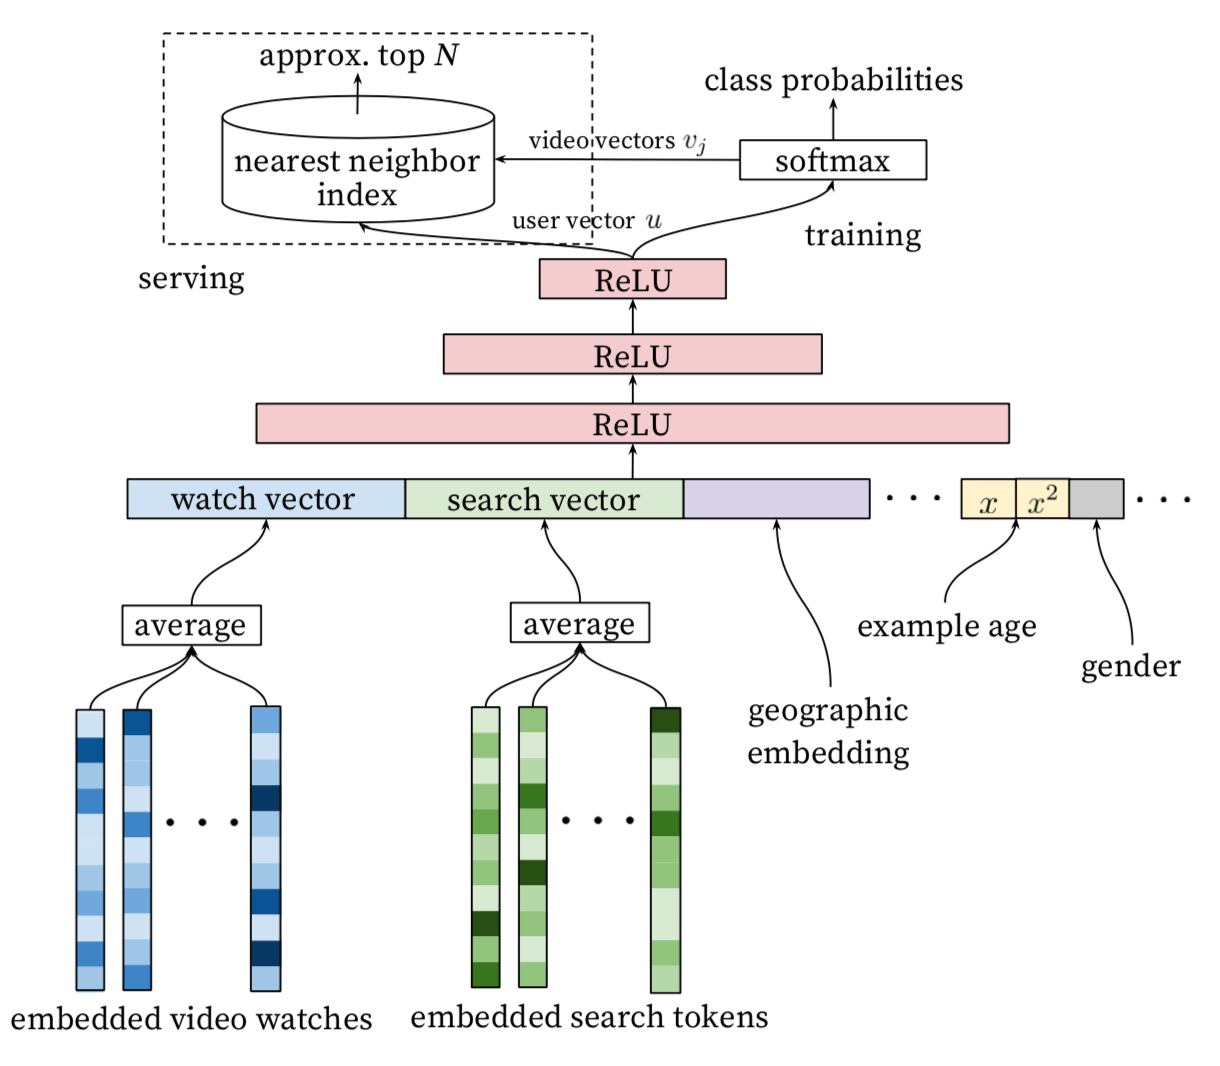 approx. top N
class probabilities
video vectors v_j
softmax
nearest neighbor
index
user vector u
training
serving
ReLU
ReLU
ReLU
watch vector
search vector
x
x²
average
average
example age
gender
geographic
embedding
embedded video watches
embedded search tokens